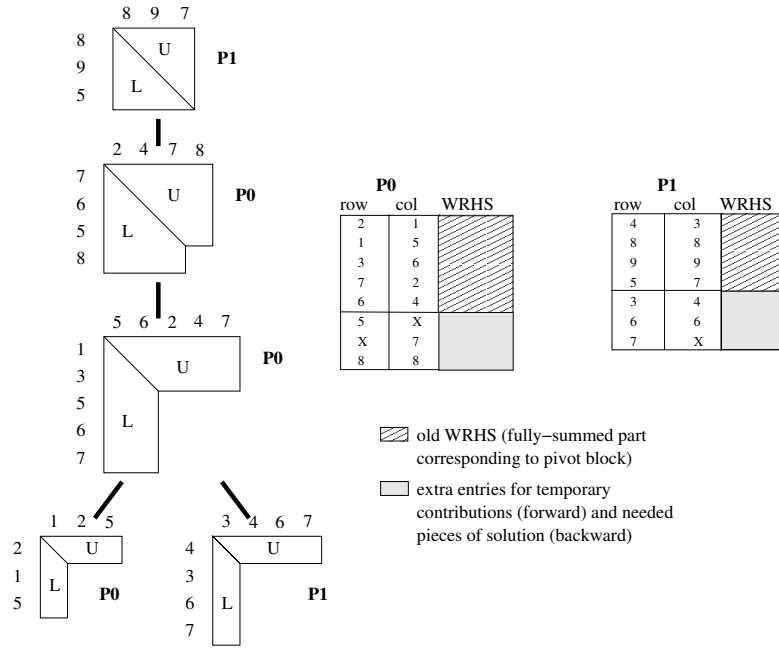 8 9 7
8
9
5
U
L
P1
2 4 7 8
7
6
5
8
U
L
P0
5 6 2 4 7
1
3
5
6
7
U
L
P0
1 2 5
2
1
5
U
L
P0
3 4 6 7
4
3
6
7
U
L
P1
P0
row col WRHS
2 1
1 5
3 6
7 2
6 4
5 X
X 7
8 8
P1
row col WRHS
4 3
8 8
9 9
5 7
3 4
6 6
7 X
old WRHS (fully−summed part
corresponding to pivot block)
extra entries for temporary
contributions (forward) and needed
pieces of solution (backward)